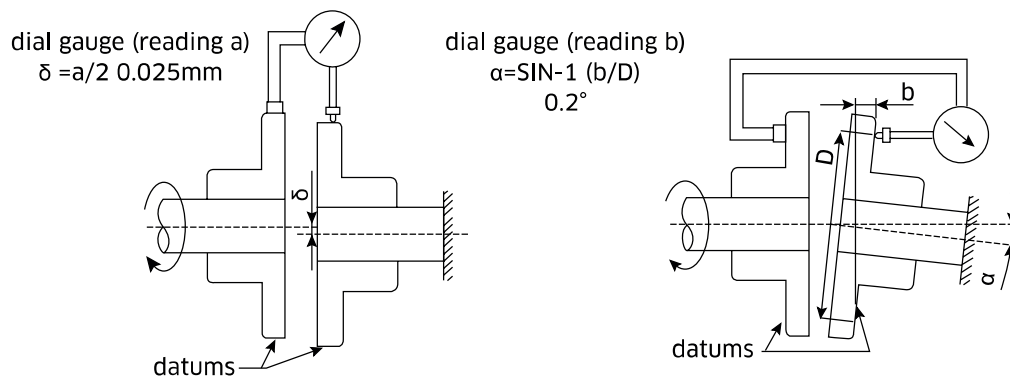 dial gauge (reading a)
δ =a/2 0.025mm
δ
datums
dial gauge (reading b)
α=SIN-1 (b/D)
0.2°
b
D
α
datums